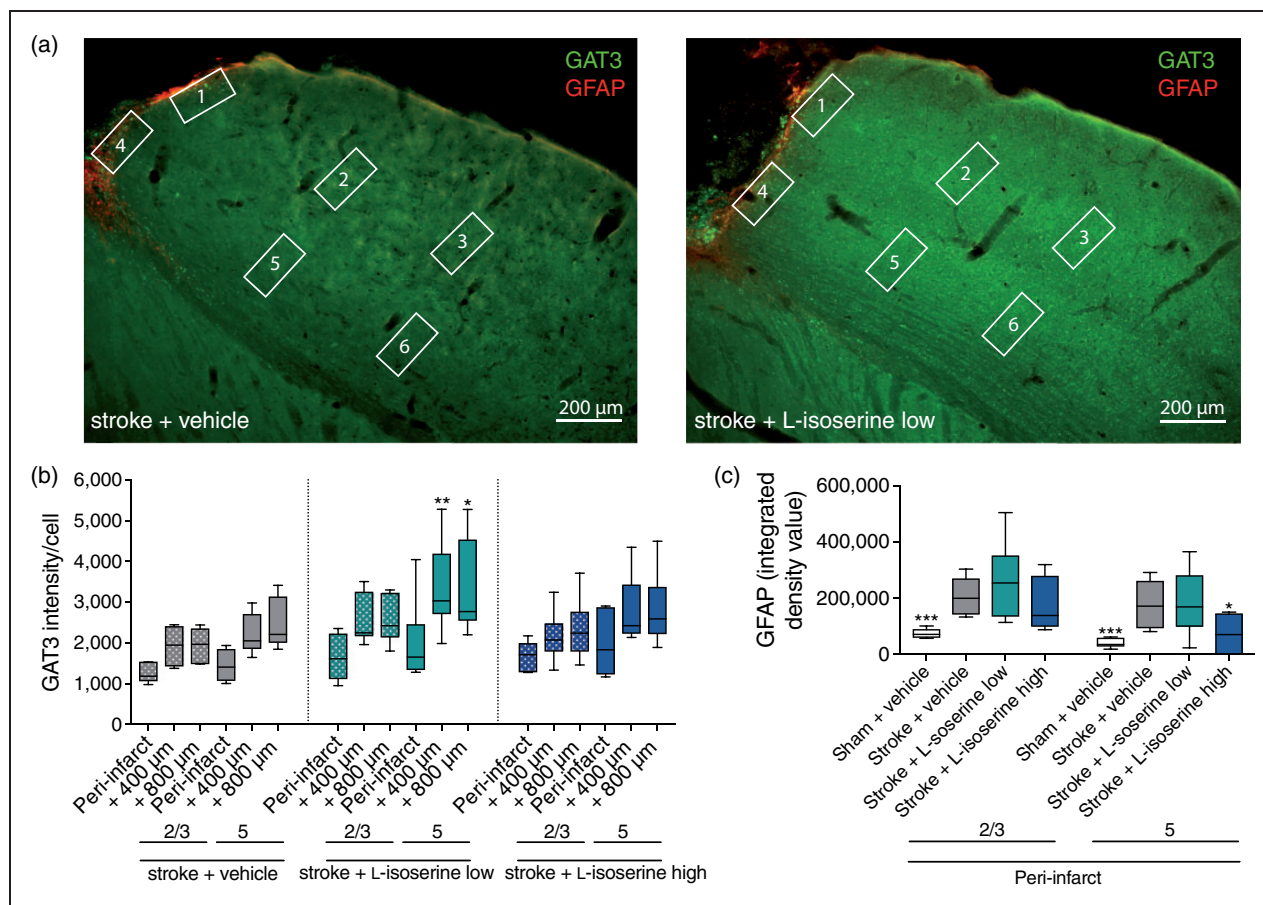 (a)
GAT3
GFAP
1
4
2
3
5
6
stroke + vehicle
200 µm
GAT3
GFAP
1
4
2
3
5
6
stroke + L-isoserine low
200 µm
(b)
GAT3 intensity/cell
6,000
5,000
4,000
3,000
2,000
1,000
0
**
*
Peri-infarct
+ 400 µm
+ 800 µm
Peri-infarct
+ 400 µm
+ 800 µm
Peri-infarct
+ 400 µm
+ 800 µm
Peri-infarct
+ 400 µm
+ 800 µm
Peri-infarct
+ 400 µm
+ 800 µm
Peri-infarct
+ 400 µm
+ 800 µm
2/3
5
2/3
5
2/3
5
stroke + vehicle
stroke + L-isoserine low
stroke + L-isoserine high
(c)
GFAP (integrated
density value)
600,000
400,000
200,000
0
***
***
*
Sham + vehicle
Stroke + vehicle
Stroke + L-soserine low
Stroke + L-isoserine high
Sham + vehicle
Stroke + vehicle
Stroke + L-soserine low
Stroke + L-isoserine high
2/3
5
Peri-infarct